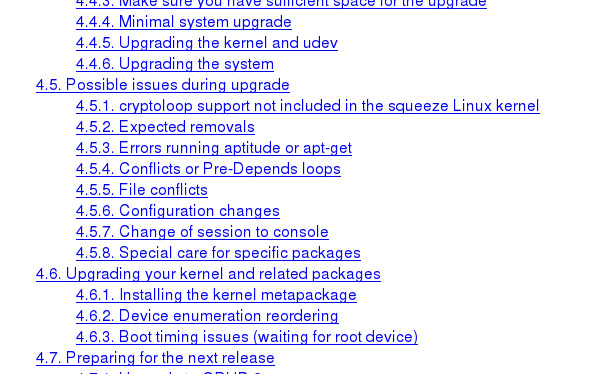 4.4.3. Make sure you have sufficient space for the upgrade
4.4.4. Minimal system upgrade
4.4.5. Upgrading the kernel and udev
4.4.6. Upgrading the system
4.5. Possible issues during upgrade
4.5.1. cryptoloop support not included in the squeeze Linux kernel
4.5.2. Expected removals
4.5.3. Errors running aptitude or apt-get
4.5.4. Conflicts or Pre-Depends loops
4.5.5. File conflicts
4.5.6. Configuration changes
4.5.7. Change of session to console
4.5.8. Special care for specific packages
4.6. Upgrading your kernel and related packages
4.6.1. Installing the kernel metapackage
4.6.2. Device enumeration reordering
4.6.3. Boot timing issues (waiting for root device)
4.7. Preparing for the next release